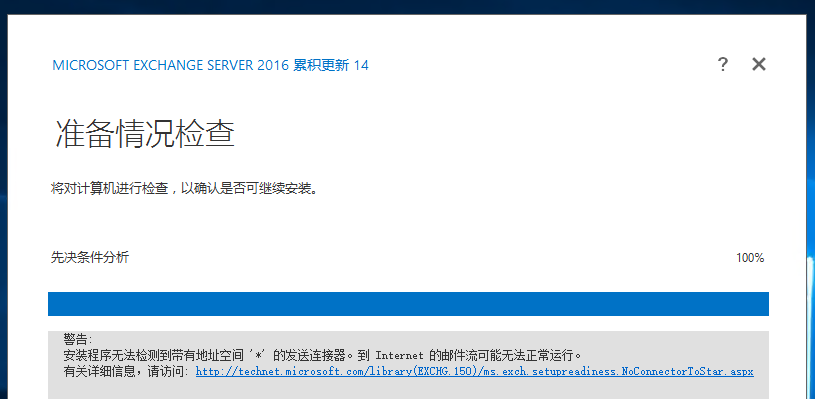 MICROSOFT EXCHANGE SERVER 2016 累积更新 14
? ×
准备情况检查
将对计算机进行检查，以确认是否可继续安装。
先决条件分析 100%
警告:
安装程序无法检测到带有地址空间 '*' 的发送连接器。到 Internet 的邮件流可能无法正常运行。
有关详细信息，请访问: http://technet.microsoft.com/library(EXCHG.150)/ms.exch.setupreadiness.NoConnectorToStar.aspx